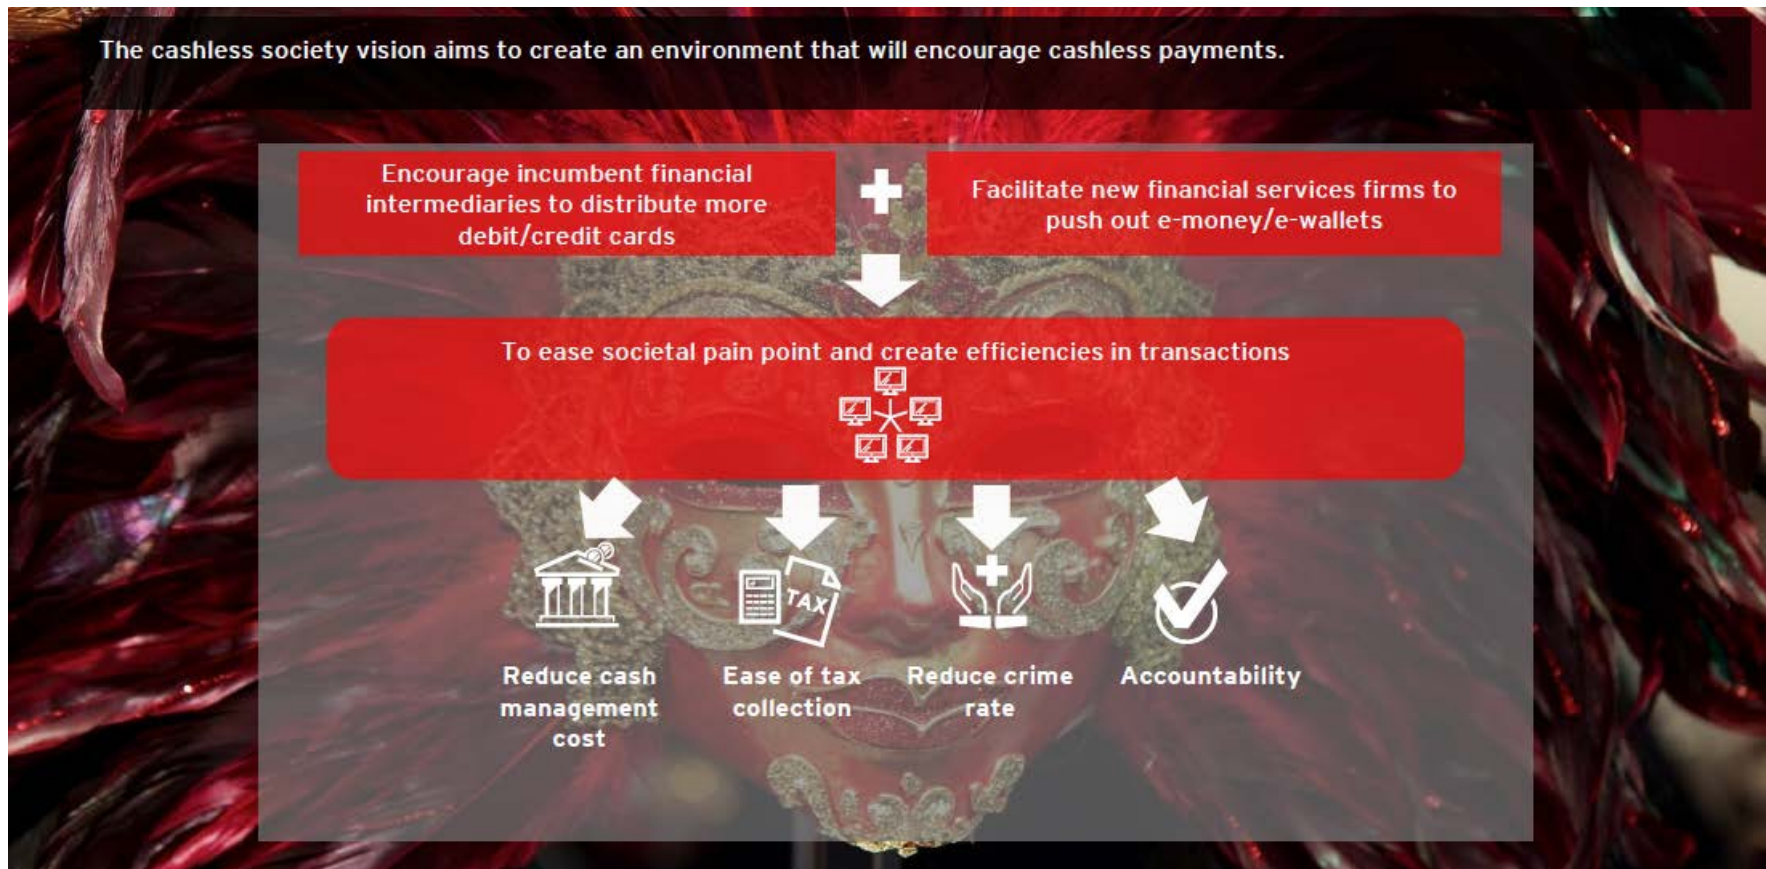 The cashless society vision aims to create an environment that will encourage cashless payments.
Encourage incumbent financial
intermediaries to distribute more
debit/credit cards
Facilitate new financial services firms to
push out e-money/e-wallets
To ease societal pain point and create efficiencies in transactions
TAX
Reduce cash
management
cost
Ease of tax
collection
Reduce crime
rate
Accountability